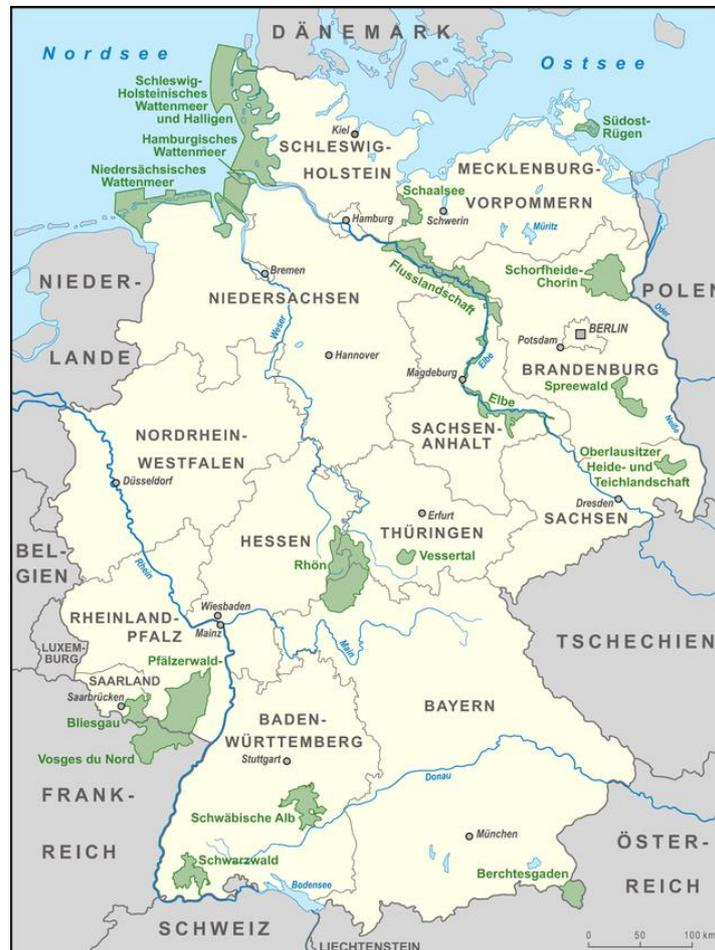 DÄNEMARK
Nordsee
Ostsee
Schleswig-
Holsteinisches
Wattenmeer
und Halligen
Hamburgisches
Wattenmeer
Niedersächsisches
Wattenmeer
Kiel
SCHLESWIG-
HOLSTEIN
Südost-
Rügen
MECKLENBURG-
VORPOMMERN
Schaalsee
Schwerin
Müritz
Hamburg
Bremen
NIEDERSACHSEN
Weser
Hannover
Flusslandschaft
Elbe
Elbe
Schorfheide-
Chorin
POLEN
Oder
BERLIN
Potsdam
BRANDENBURG
Spreewald
Neiße
NIEDER-
LANDE
Magdeburg
SACHSEN-
ANHALT
NORDRHEIN-
WESTFALEN
Düsseldorf
Oberlausitzer
Heide- und
Teichlandschaft
Dresden
SACHSEN
Erfurt
THÜRINGEN
Vessertal
HESSEN
Rhön
BEL-
GIEN
Rhein
RHEINLAND-
PFALZ
Wiesbaden
Mainz
Main
LUXEM-
BURG
TSCHECHIEN
SAARLAND
Saarbrücken
Pfälzerwald-
Bliesgau
Vosges du Nord
BAYERN
BADEN-
WÜRTTEMBERG
Stuttgart
Donau
FRANK-
REICH
Schwäbische Alb
Schwarzwald
München
Berchtesgaden
ÖSTER-
REICH
Bodensee
SCHWEIZ
LIECHTENSTEIN
0 50 100 km